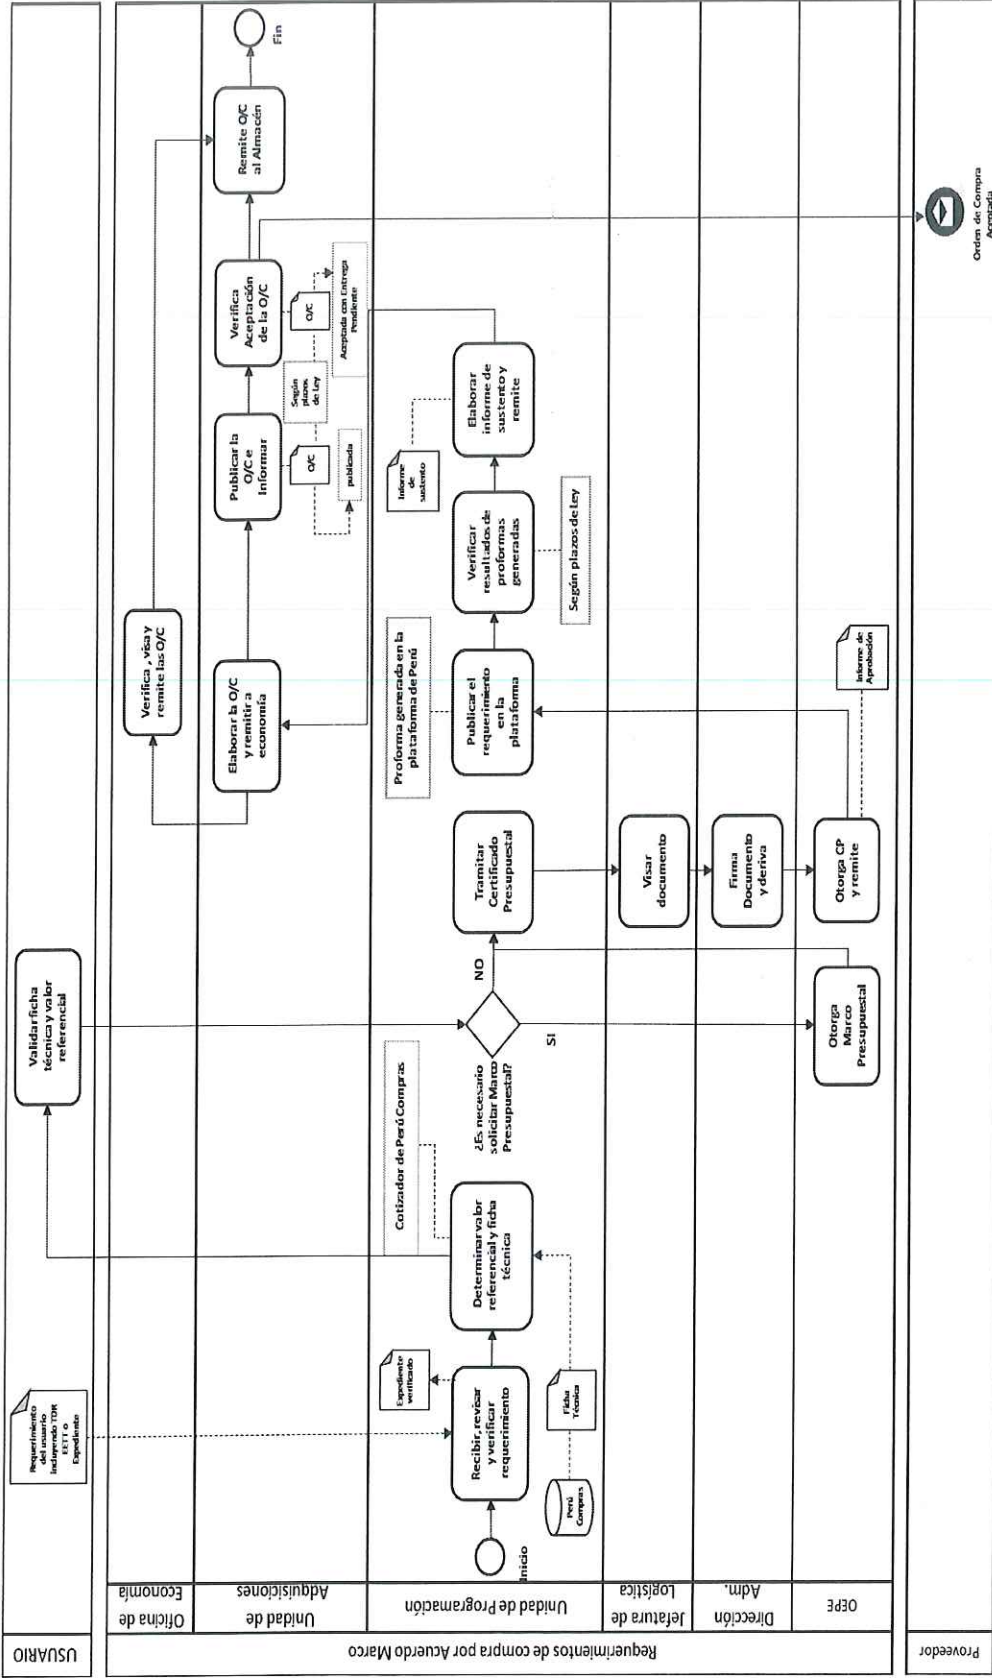 USUARIO
Requerimiento
del usuario
incluyendo TDR
EETT o
Expediente
Validar ficha
técnica y valor
referencial
Requerimientos de compra por Acuerdo Marco
Oficina de
Economía
Verifica , visa y
remite las O/C
Unidad de
Adquisiciones
Elaborar la O/C
y remitir a
economía
Publicar la
O/C e
Informar
O/C
publicada
Según
plazos
de Ley
Verifica
Aceptación
de la O/C
O/C
Aceptada con Entrega
Pendiente
Remite O/C
al Almacén
Fin
Unidad de Programación
Inicio
Recibir, revisar
y verificar
requerimiento
Expediente
verificado
Perú
Compras
Ficha
Técnica
Determinar valor
referencial y ficha
técnica
Cotizador de Perú Compras
¿Es necesario
solicitar Marco
Presupuestal?
NO
SI
Tramitar
Certificado
Presupuestal
Proforma generada en la
plataforma de Perú
Publicar el
requerimiento
en la
plataforma
Verificar
resultados de
proformas
generadas
Según plazos de Ley
Informe
de
sustento
Elaborar
informe de
sustento y
remite
Jefatura de
Logística
Visar
documento
Dirección
Adm.
Firma
Documento
y deriva
OEPE
Otorga
Marco
Presupuestal
Otorga CP
y remite
Informe de
Aprobación
Proveedor
Orden de Compra
Aceptada